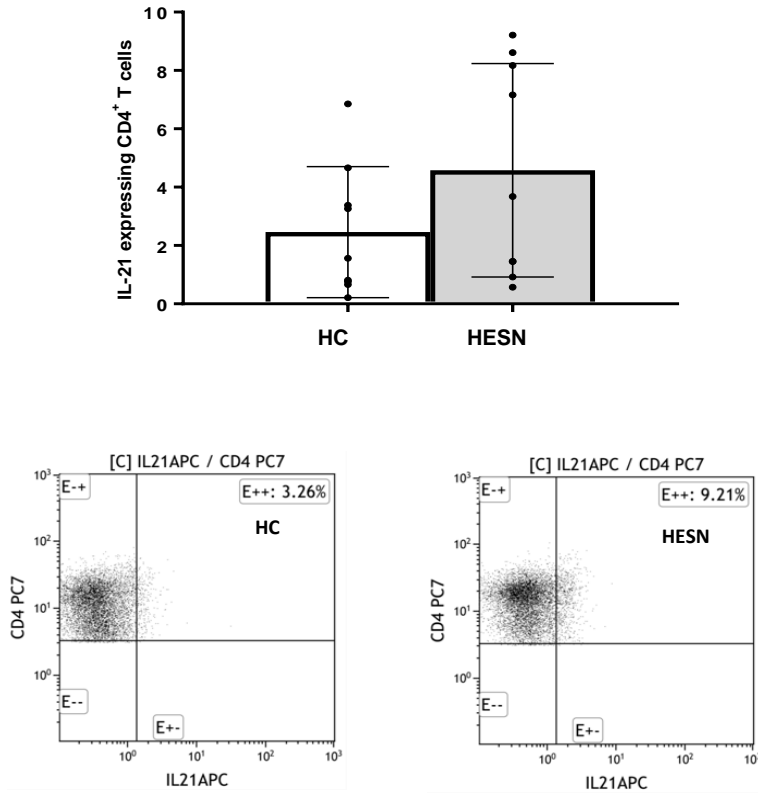 IL-21 expressing CD4+ T cells
10
8
6
4
2
0
HC HESN
[C] IL21APC / CD4 PC7
E-+
E++: 3.26%
HC
E--
E+-
CD4 PC7
10³
10²
10¹
10⁰
10⁰ 10¹ 10² 10³
IL21APC
[C] IL21APC / CD4 PC7
E-+
E++: 9.21%
HESN
E--
E+-
CD4 PC7
10³
10²
10¹
10⁰
10⁰ 10¹ 10² 10
IL21APC